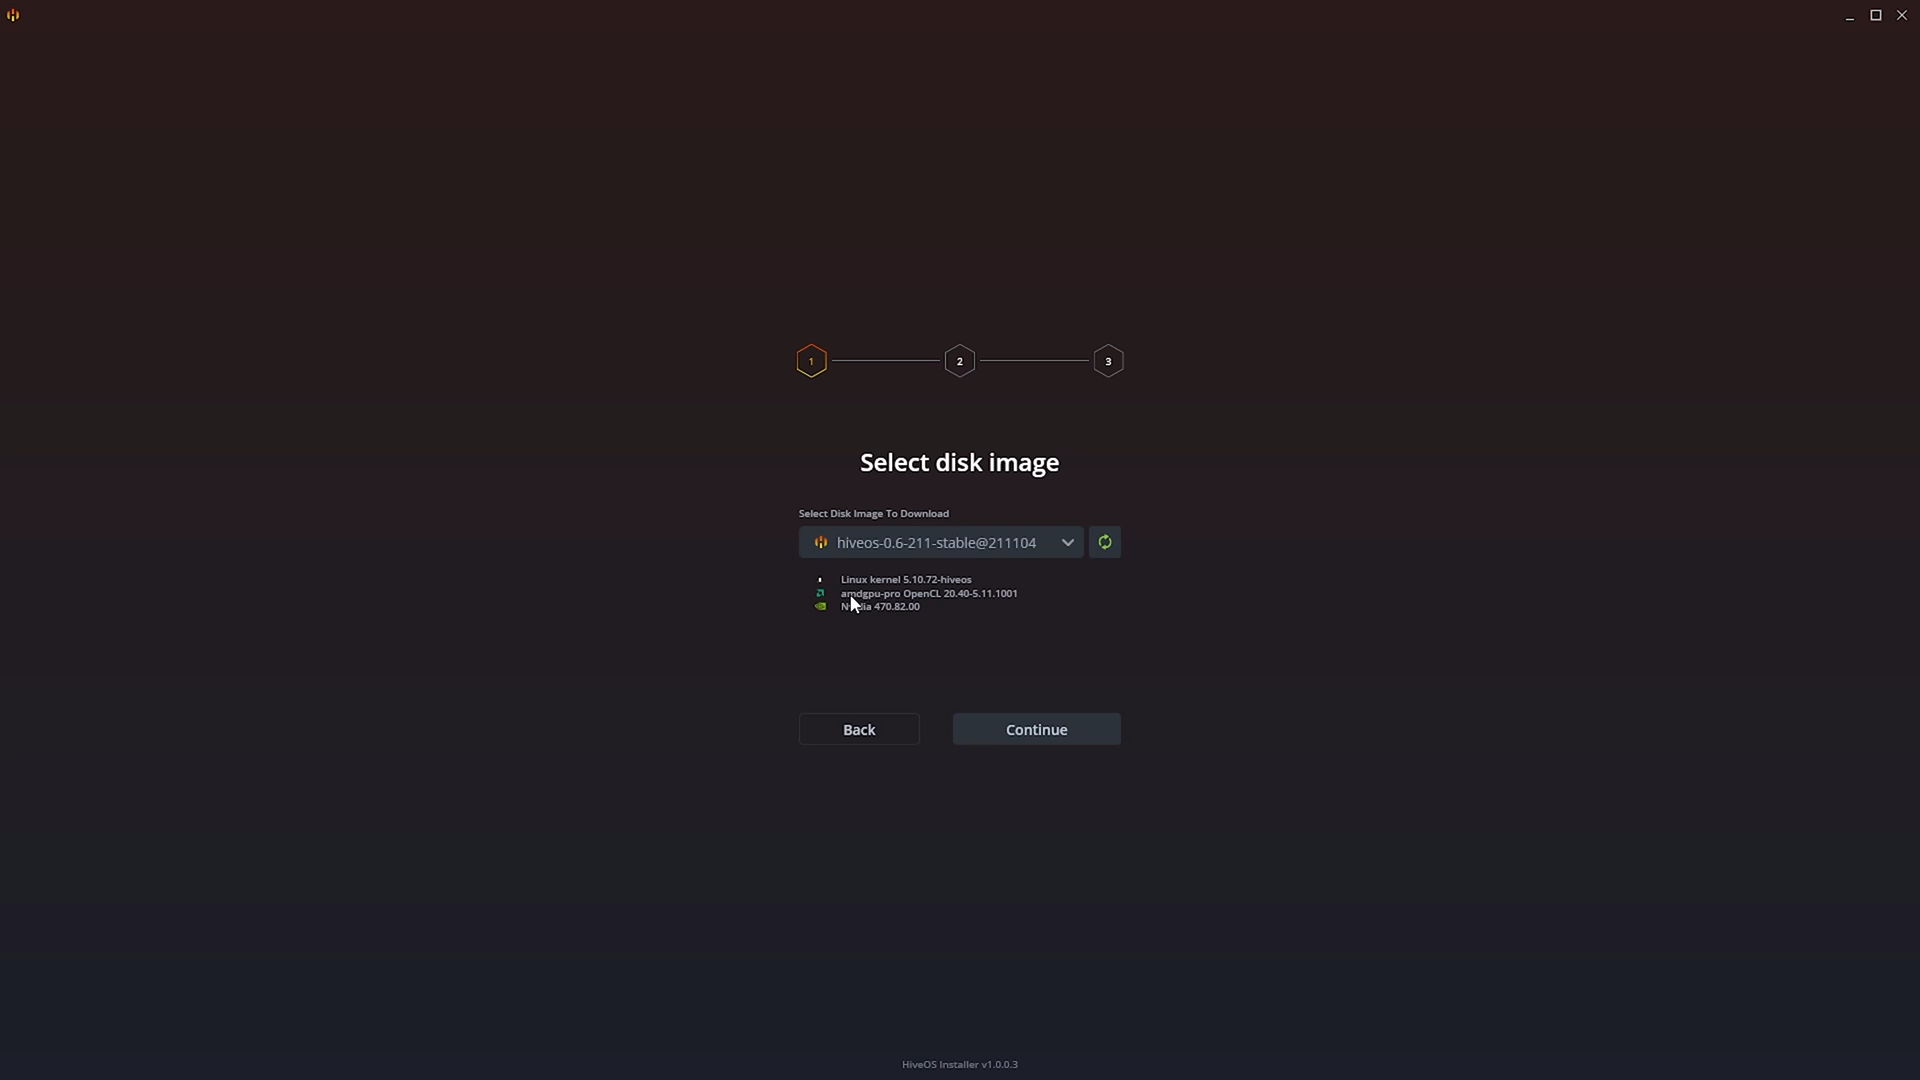 1 2 3
Select disk image
Select Disk Image To Download
hiveos-0.6-211-stable@211104
Linux kernel 5.10.72-hiveos
amdgpu-pro OpenCL 20.40-5.11.1001
470.82.00
Back Continue
HiveOS Installer v1.0.0.3